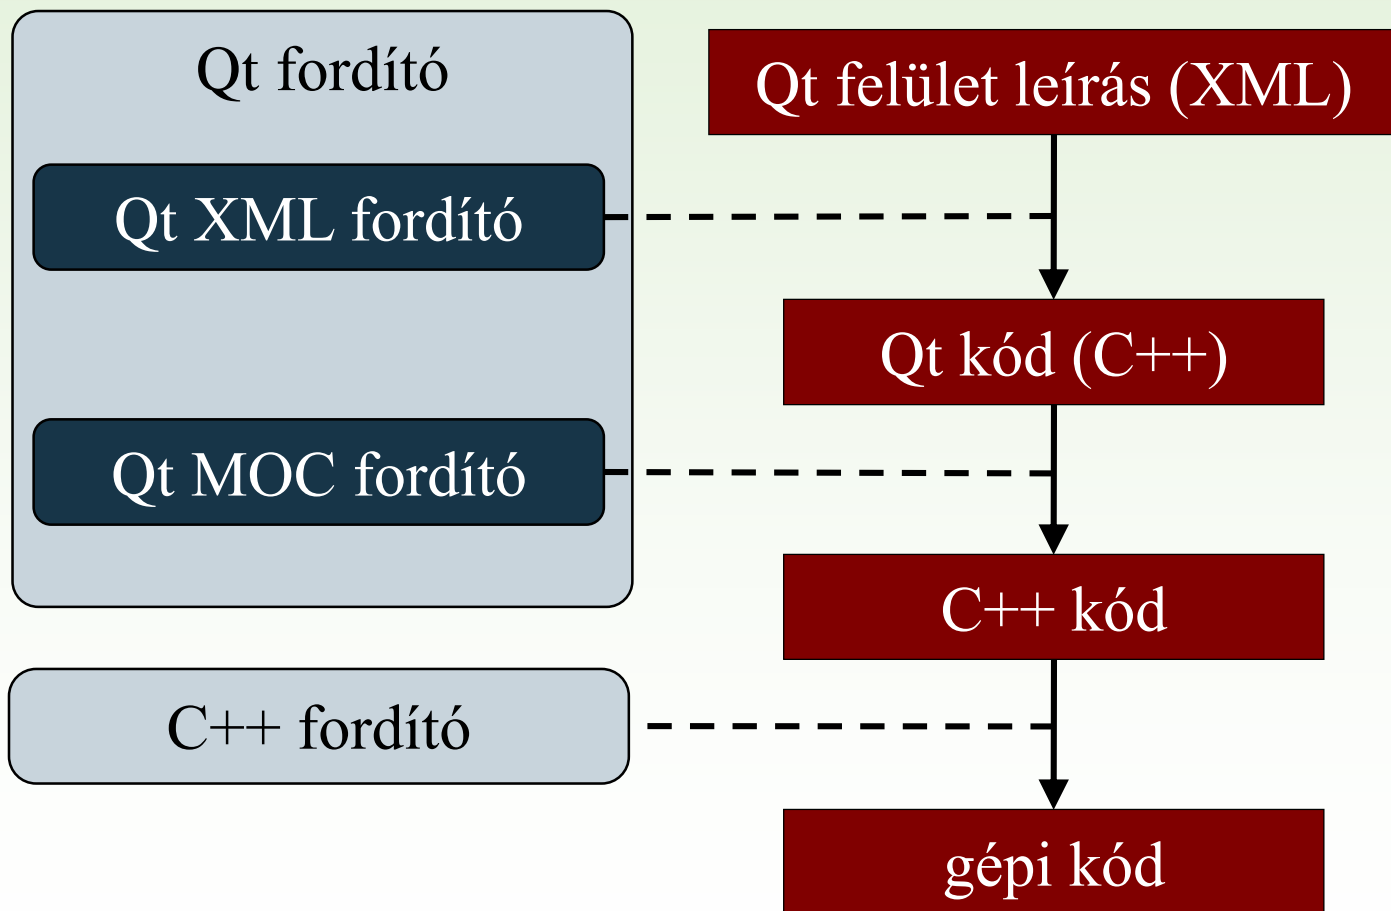 Qt fordító
Qt XML fordító
Qt MOC fordító
C++ fordító
Qt felület leírás (XML)
Qt kód (C++)
C++ kód
gépi kód